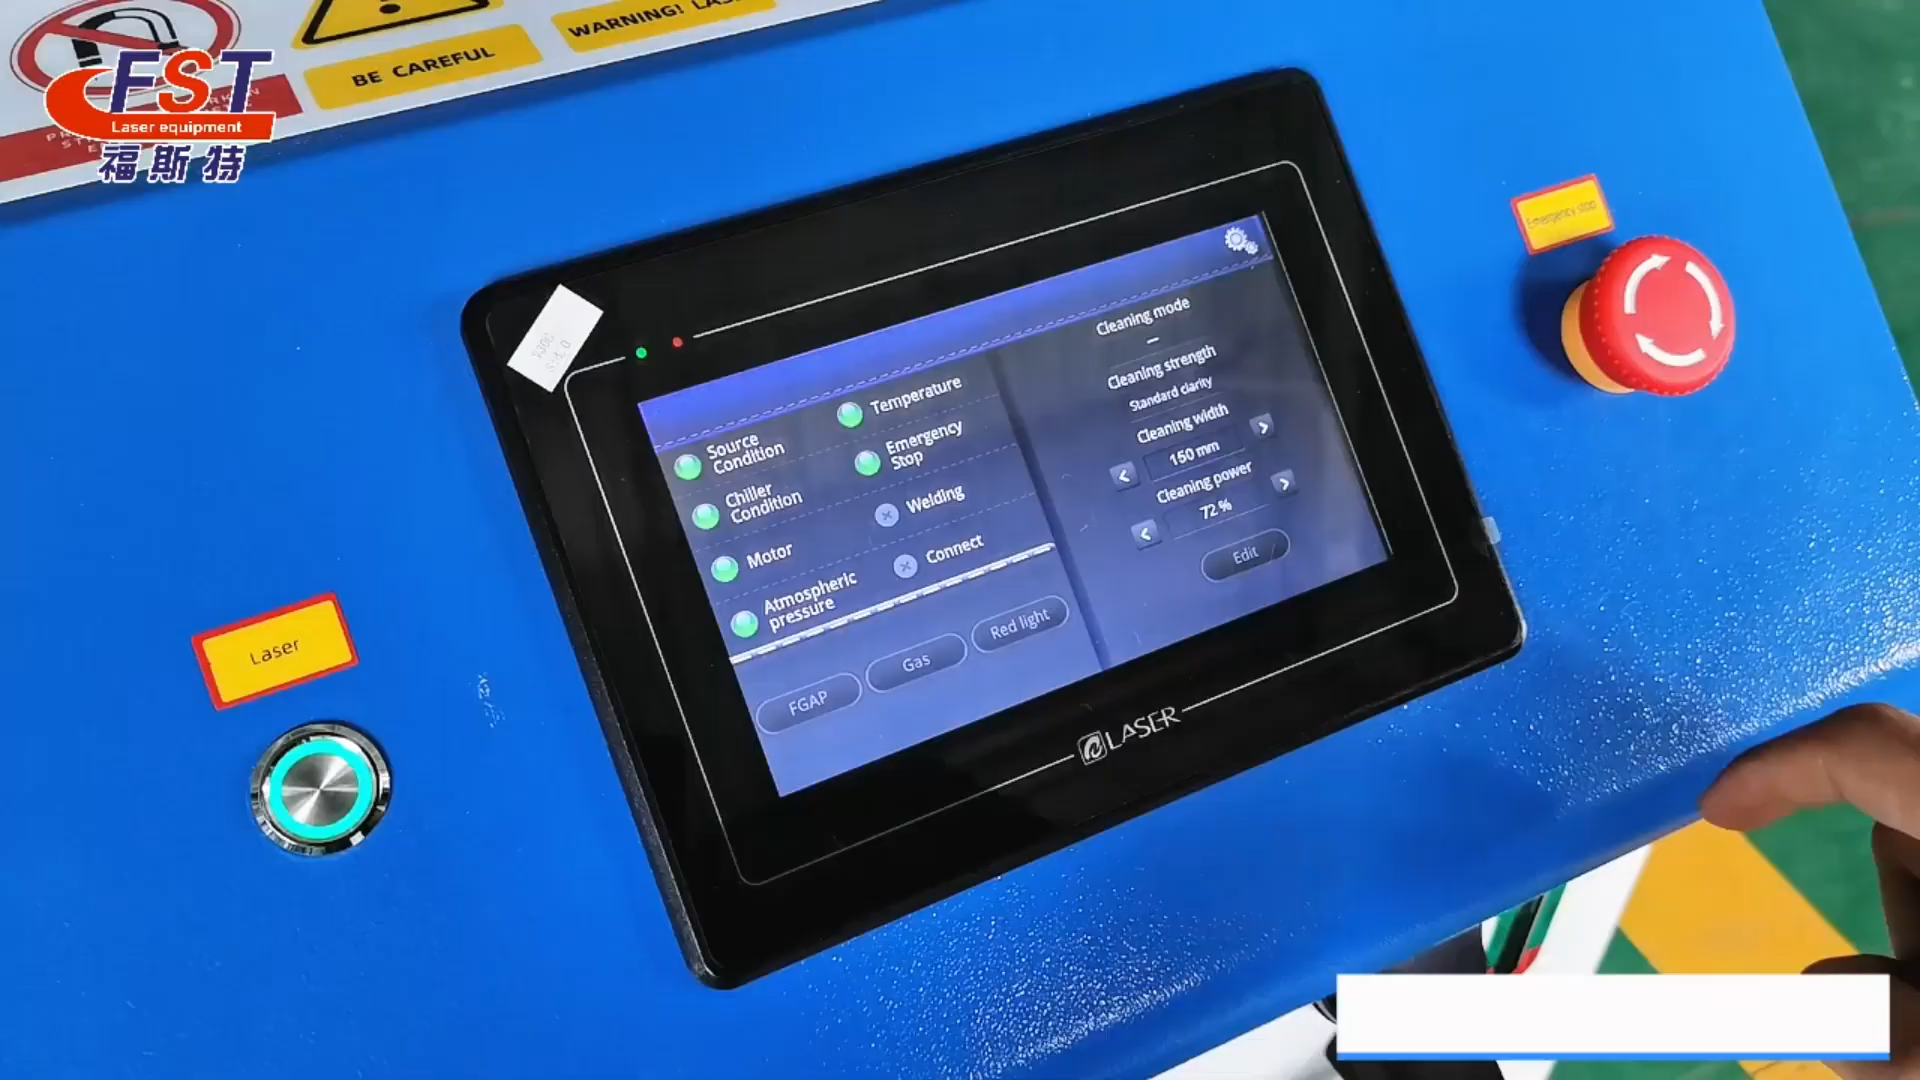 BE CAREFUL
WARNING!
FST
Laser equipment
福斯特
Emergency stop
Laser
Cleaning mode
Cleaning strength
Standard clarity
Cleaning width
150 mm
Cleaning power
72 %
Edit
Source
Condition
Temperature
Chiller
Condition
Emergency
Stop
Motor
Welding
Atmospheric
pressure
Connect
FGAP
Gas
Red light
LASER